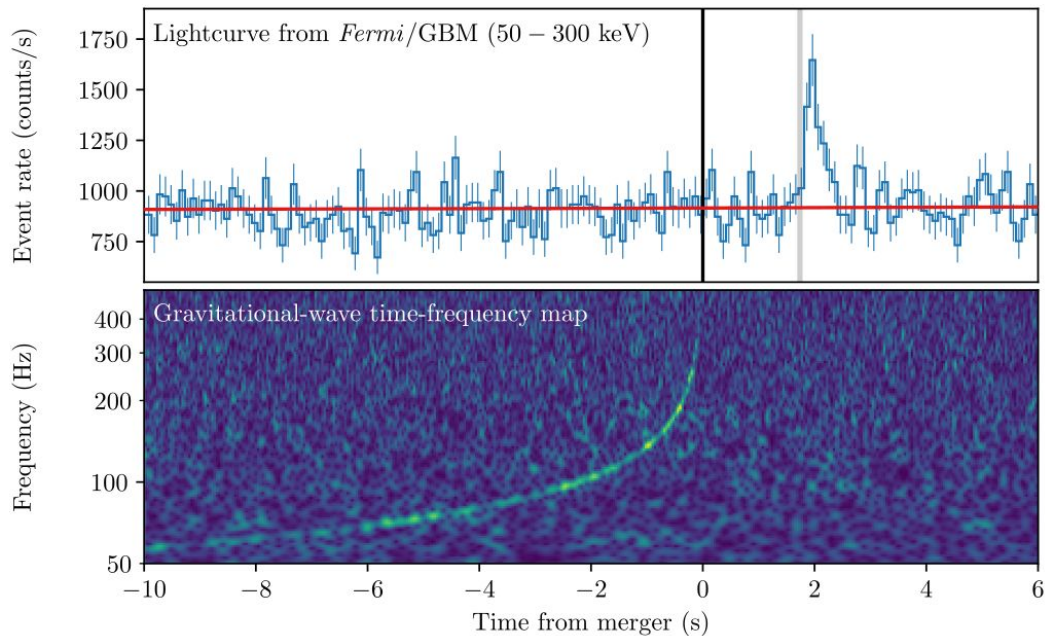 Lightcurve from Fermi/GBM (50 – 300 keV)
Event rate (counts/s)
1750
1500
1250
1000
750
Gravitational-wave time-frequency map
Frequency (Hz)
400
300
200
100
50
−10 −8 −6 −4 −2 0 2 4 6
Time from merger (s)